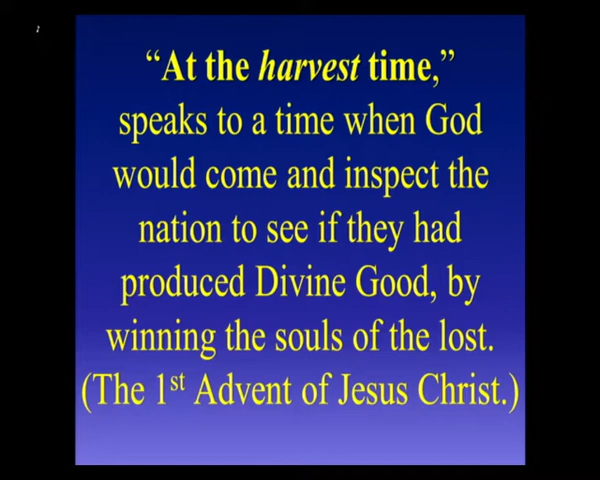 “At the harvest time,”
speaks to a time when God
would come and inspect the
nation to see if they had
produced Divine Good, by
winning the souls of the lost.
(The 1st Advent of Jesus Christ.)